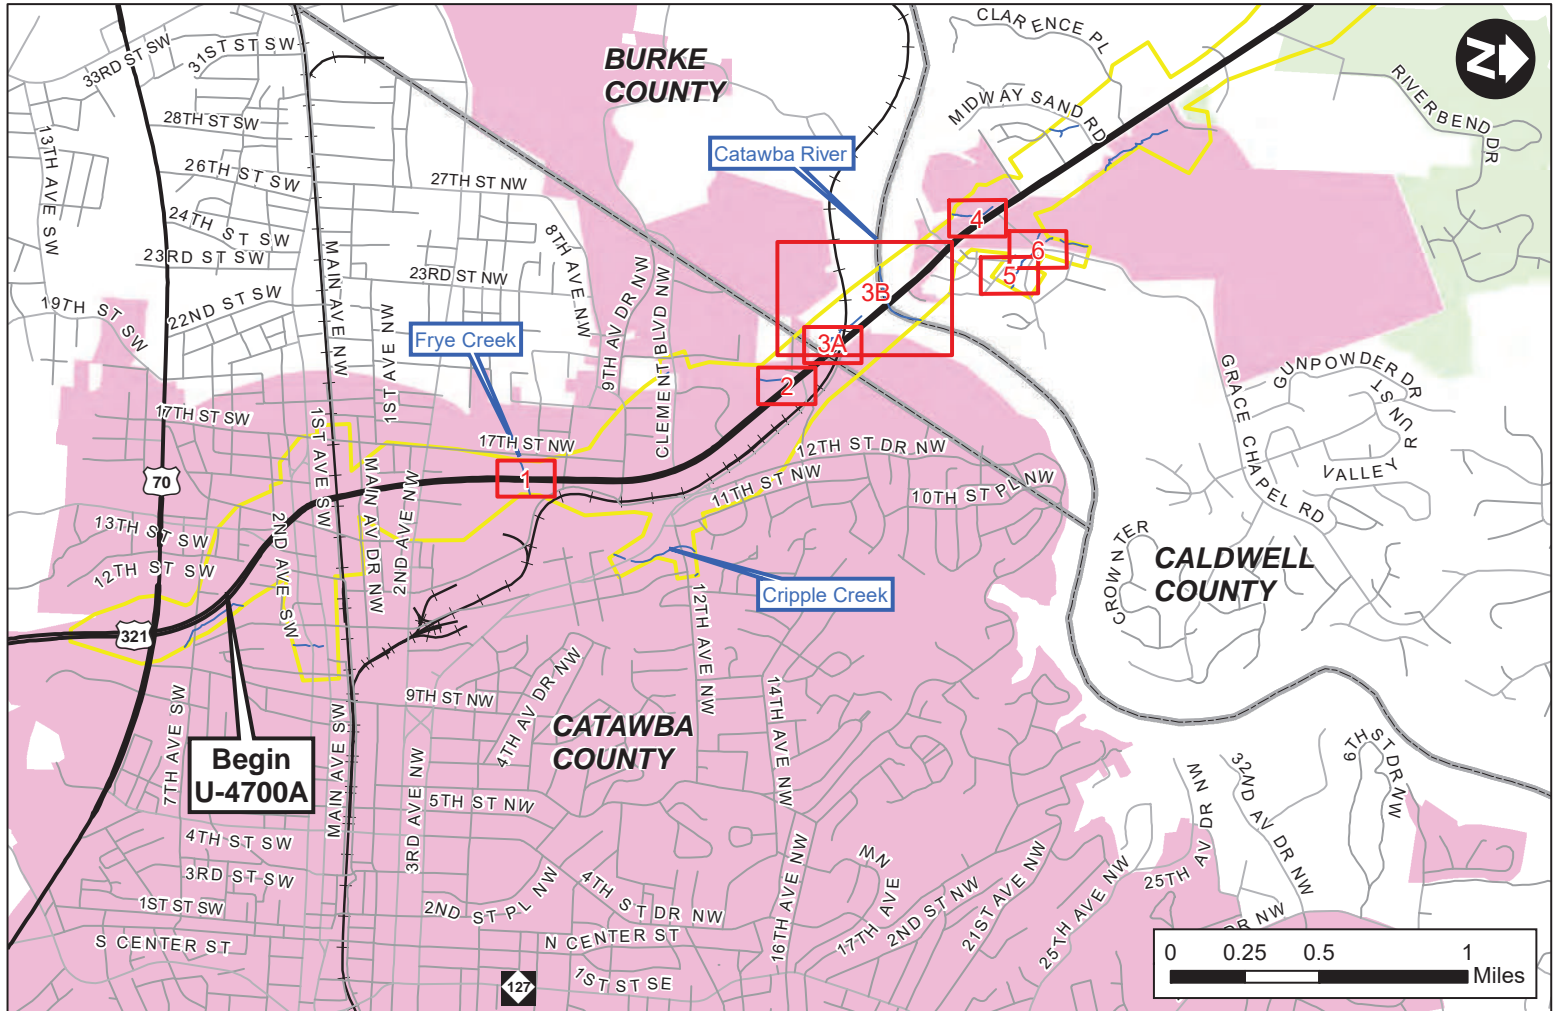 CLARENCE PL
33RD ST SW
31ST ST SW
BURKE
COUNTY
N
RIVERBEND DR
MIDWAY SAND RD
28TH ST SW
13TH AVE SW
Catawba River
26TH ST SW
27TH ST NW
24TH ST SW
8TH AVE NW
4
6
23RD ST SW
MAIN AVE NW
23RD ST NW
9TH AV DR NW
CLEMENT BLVD NW
5
3B
22ND ST SW
19TH ST SW
1ST AVE NW
Frye Creek
3A
2
GUNPOWDER DR
RUN ST
GRACE CHAPEL RD
17TH ST SW
1ST AVE SW
17TH ST NW
12TH ST DR NW
VALLEY
70
MAIN AV DR NW
2ND AVE NW
1
11TH ST NW
10TH ST PL NW
13TH ST SW
2ND AVE SW
12TH ST SW
CROWN TER
CALDWELL
COUNTY
Cripple Creek
12TH AVE NW
321
9TH ST NW
4TH AV DR NW
14TH AVE NW
7TH AVE SW
MAIN AVE SW
CATAWBA
COUNTY
Begin
U-4700A
3RD AVE NW
5TH ST NW
6TH ST DR NW
32ND AV DR NW
25TH AV DR NW
4TH ST SW
3RD ST SW
4TH ST DR NW
16TH AVE NW
17TH AVE NW
2ND ST NW
21ST AVE NW
25TH AVE NW
1ST ST SW
2ND ST PL NW
DR NW
S CENTER ST
N CENTER ST
1ST ST SE
127
0 0.25 0.5 1
Miles